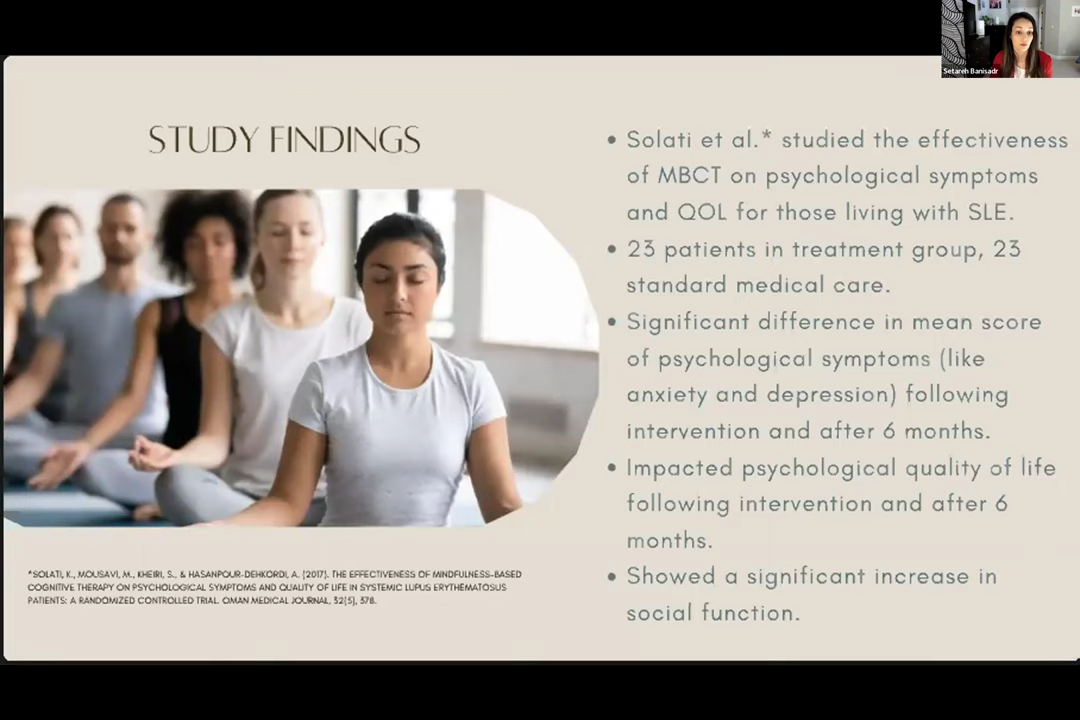 Setareh Banisadr
STUDY FINDINGS
• Solati et al.* studied the effectiveness
of MBCT on psychological symptoms
and QOL for those living with SLE.
• 23 patients in treatment group, 23
standard medical care.
• Significant difference in mean score
of psychological symptoms (like
anxiety and depression) following
intervention and after 6 months.
• Impacted psychological quality of life
following intervention and after 6
months.
• Showed a significant increase in
social function.
*SOLATI, K., MOUSAVI, M., KHEIRI, S., & HASANPOUR-DEHKORDI, A. (2017). THE EFFECTIVENESS OF MINDFULNESS-BASED
COGNITIVE THERAPY ON PSYCHOLOGICAL SYMPTOMS AND QUALITY OF LIFE IN SYSTEMIC LUPUS ERYTHEMATOSUS
PATIENTS: A RANDOMIZED CONTROLLED TRIAL. OMAN MEDICAL JOURNAL, 32(5), 378.